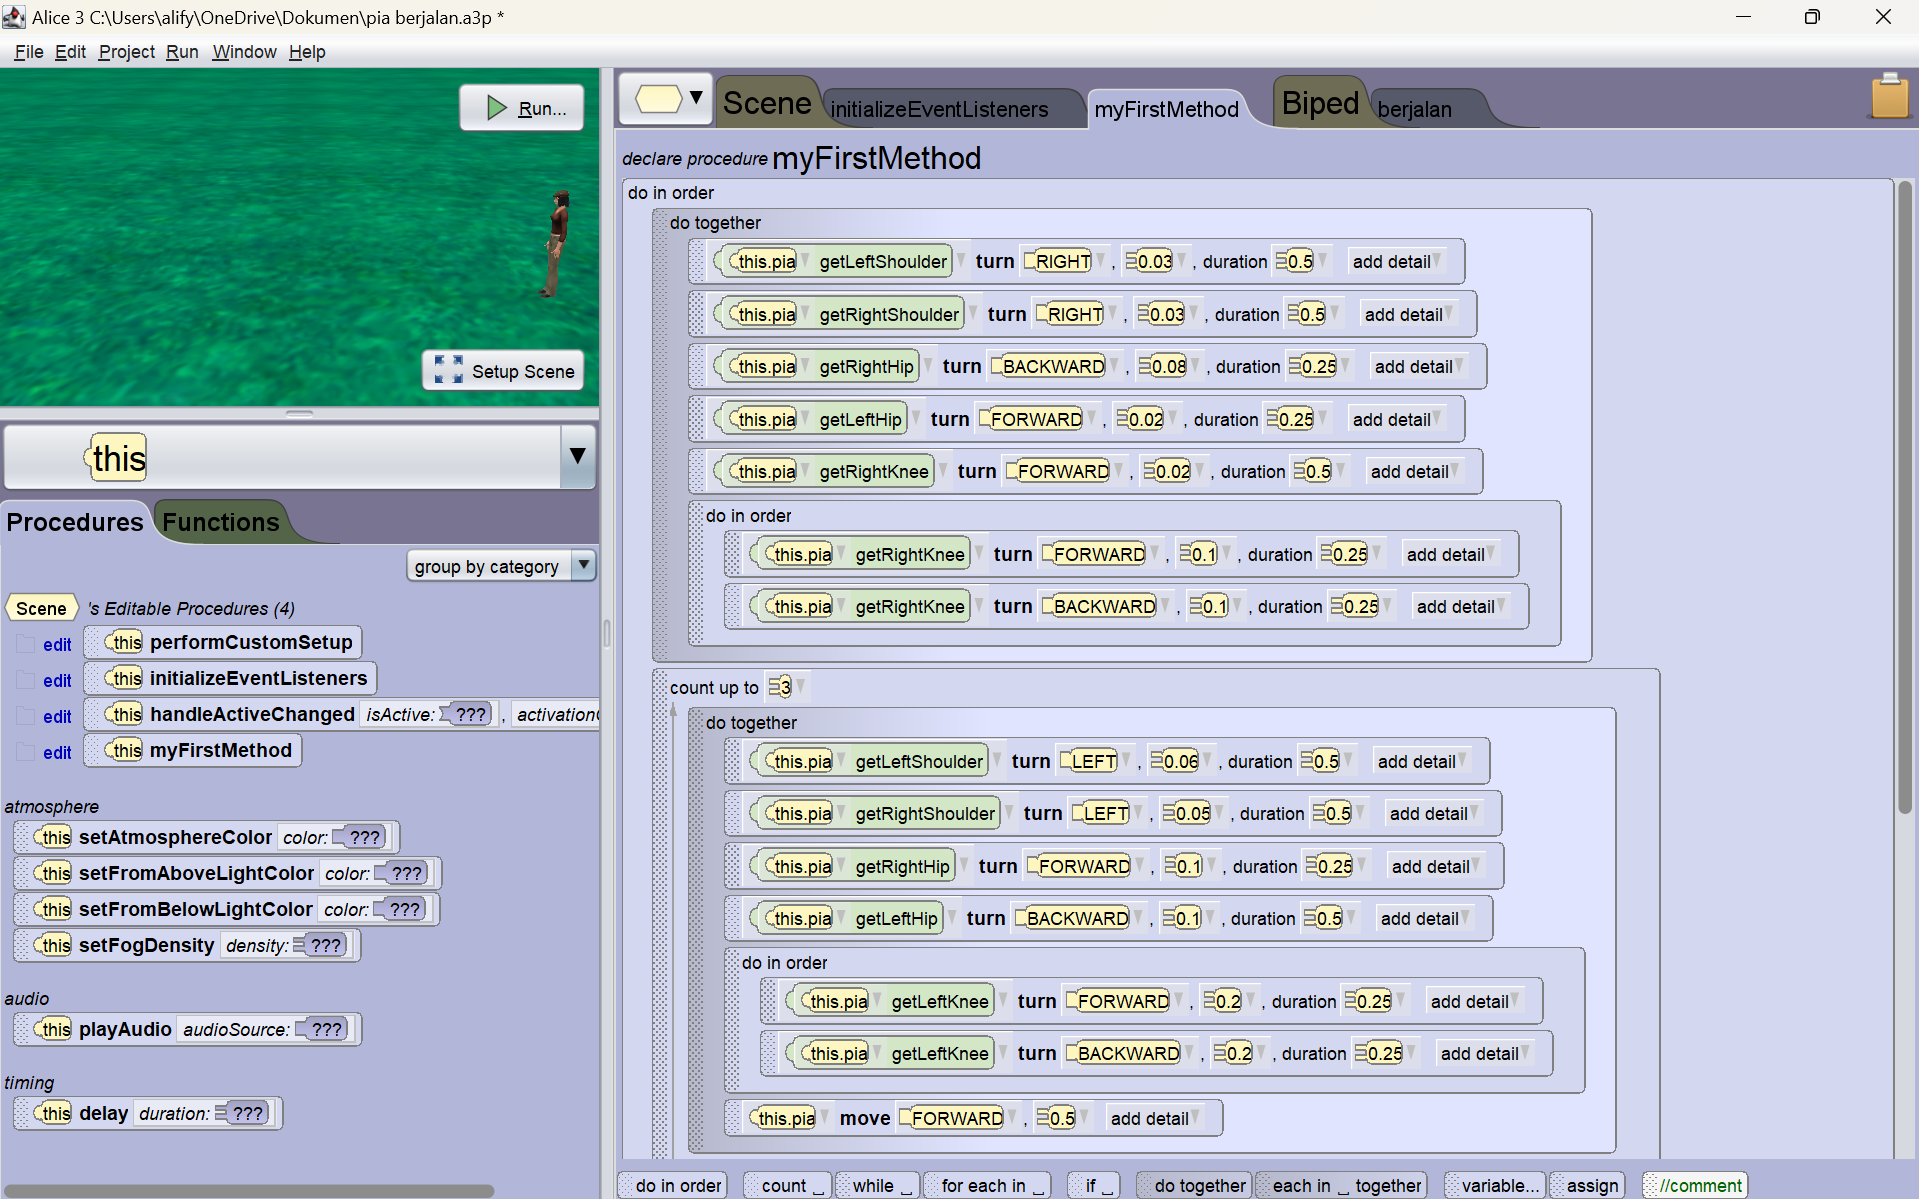 Alice 3 C:\Users\alify\OneDrive\Dokumen\pia berjalan.a3p *
File Edit Project Run Window Help
Run...
Setup Scene
this
Procedures Functions
group by category
Scene 's Editable Procedures (4)
edit this performCustomSetup
edit this initializeEventListeners
edit this handleActiveChanged isActive: ??? , activation
edit this myFirstMethod
atmosphere
this setAtmosphereColor color: ???
this setFromAboveLightColor color: ???
this setFromBelowLightColor color: ???
this setFogDensity density: ???
audio
this playAudio audioSource: ???
timing
this delay duration: ???
Scene initializeEventListeners myFirstMethod Biped berjalan
declare procedure myFirstMethod
do in order
do together
this.pia getLeftShoulder turn RIGHT , 0.03 , duration 0.5 add detail
this.pia getRightShoulder turn RIGHT , 0.03 , duration 0.5 add detail
this.pia getRightHip turn BACKWARD , 0.08 , duration 0.25 add detail
this.pia getLeftHip turn FORWARD , 0.02 , duration 0.25 add detail
this.pia getRightKnee turn FORWARD , 0.02 , duration 0.5 add detail
do in order
this.pia getRightKnee turn FORWARD , 0.1 , duration 0.25 add detail
this.pia getRightKnee turn BACKWARD , 0.1 , duration 0.25 add detail
count up to 3
do together
this.pia getLeftShoulder turn LEFT , 0.06 , duration 0.5 add detail
this.pia getRightShoulder turn LEFT , 0.05 , duration 0.5 add detail
this.pia getRightHip turn FORWARD , 0.1 , duration 0.25 add detail
this.pia getLeftHip turn BACKWARD , 0.1 , duration 0.5 add detail
do in order
this.pia getLeftKnee turn FORWARD , 0.2 , duration 0.25 add detail
this.pia getLeftKnee turn BACKWARD , 0.2 , duration 0.25 add detail
this.pia move FORWARD , 0.5 add detail
do in order count ⎵ while ⎵ for each in ⎵ if ⎵ do together each in ⎵ together variable... assign //comment